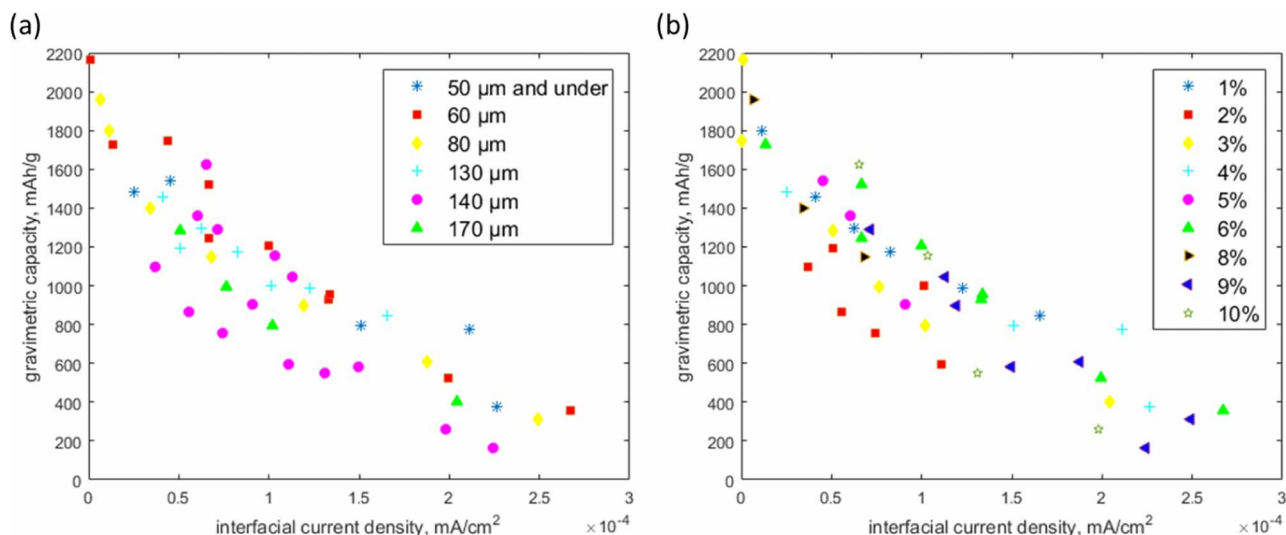 (a)
gravimetric capacity, mAh/g
2200
2000
1800
1600
1400
1200
1000
800
600
400
200
0
0 0.5 1 1.5 2 2.5 3
interfacial current density, mA/cm² ×10⁻⁴
50 µm and under
60 µm
80 µm
130 µm
140 µm
170 µm
(b)
gravimetric capacity, mAh/g
2200
2000
1800
1600
1400
1200
1000
800
600
400
200
0
0 0.5 1 1.5 2 2.5 3
interfacial current density, mA/cm² ×10⁻⁴
1%
2%
3%
4%
5%
6%
8%
9%
10%